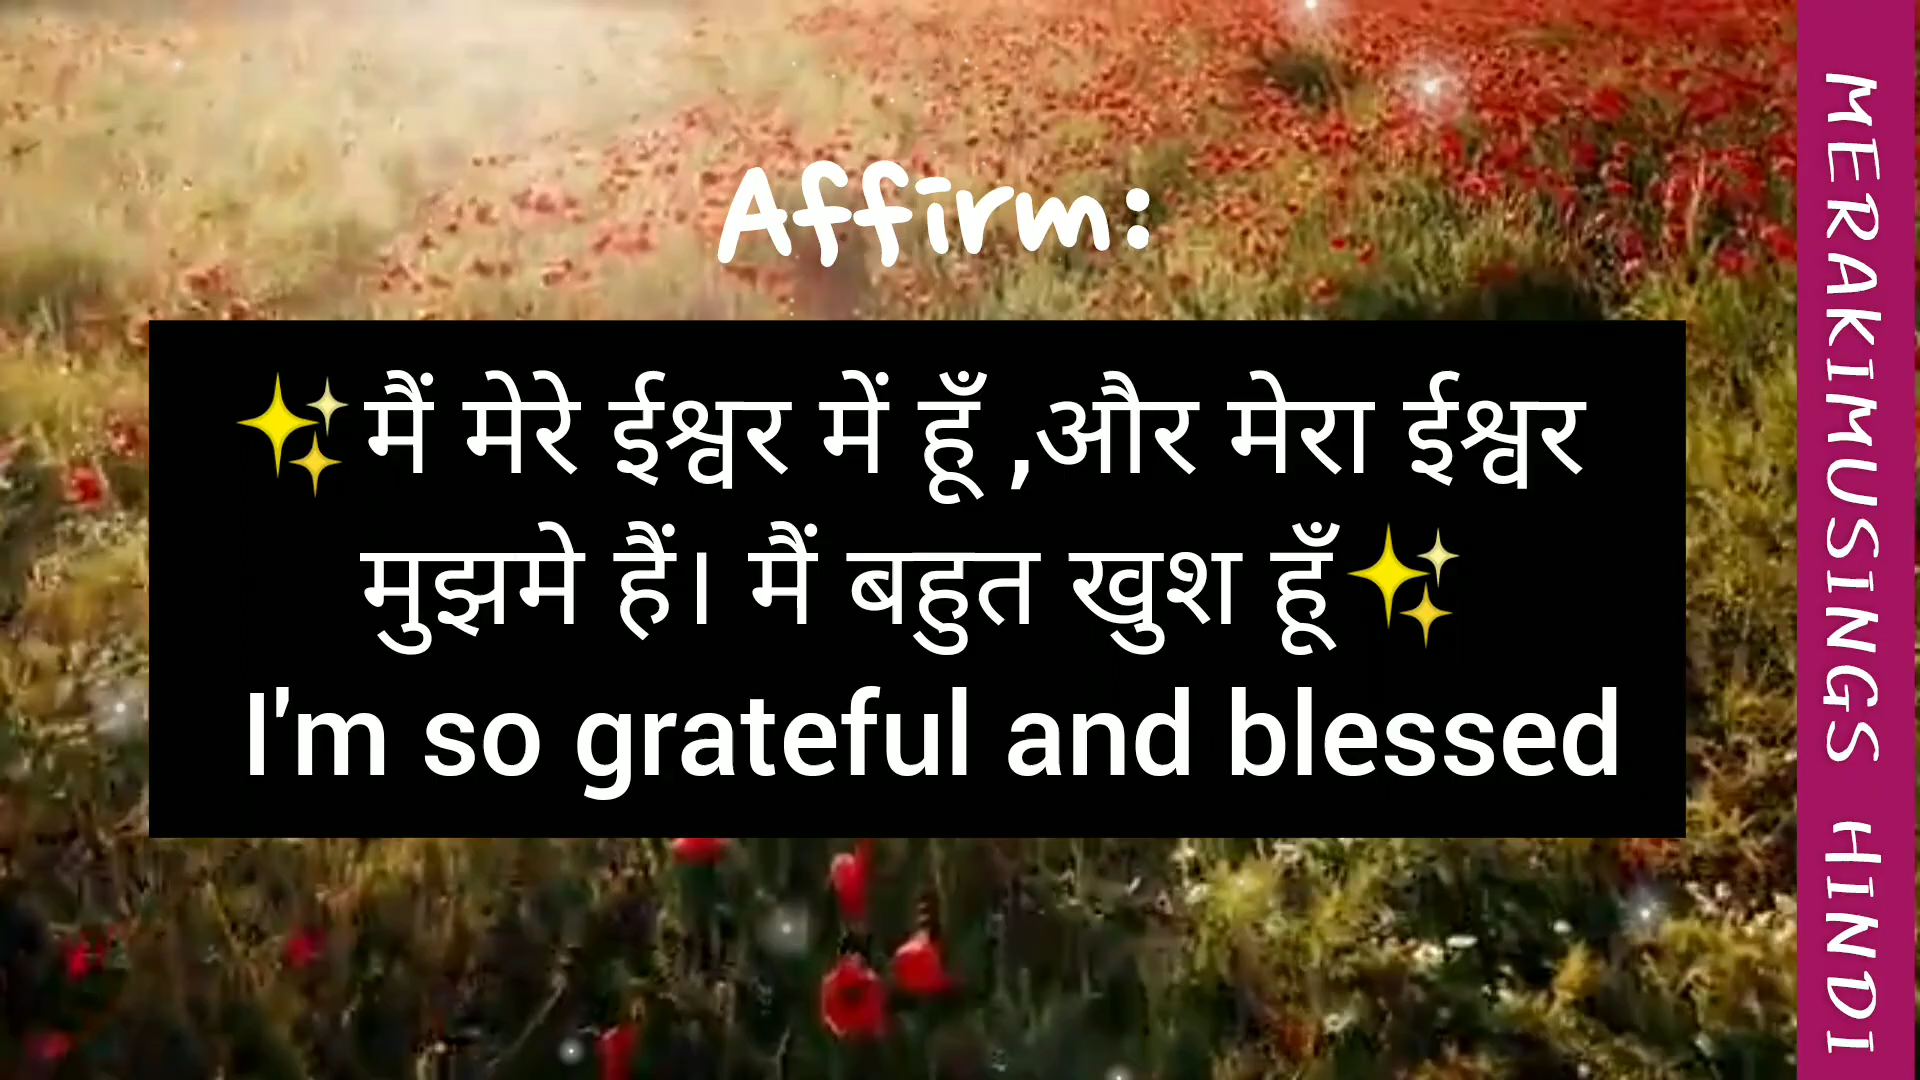 Affirm:
✨मैं मेरे ईश्वर में हूँ ,और मेरा ईश्वर
मुझमे हैं। मैं बहुत खुश हूँ✨
I'm so grateful and blessed
MERAKIMUSINGS HINDI